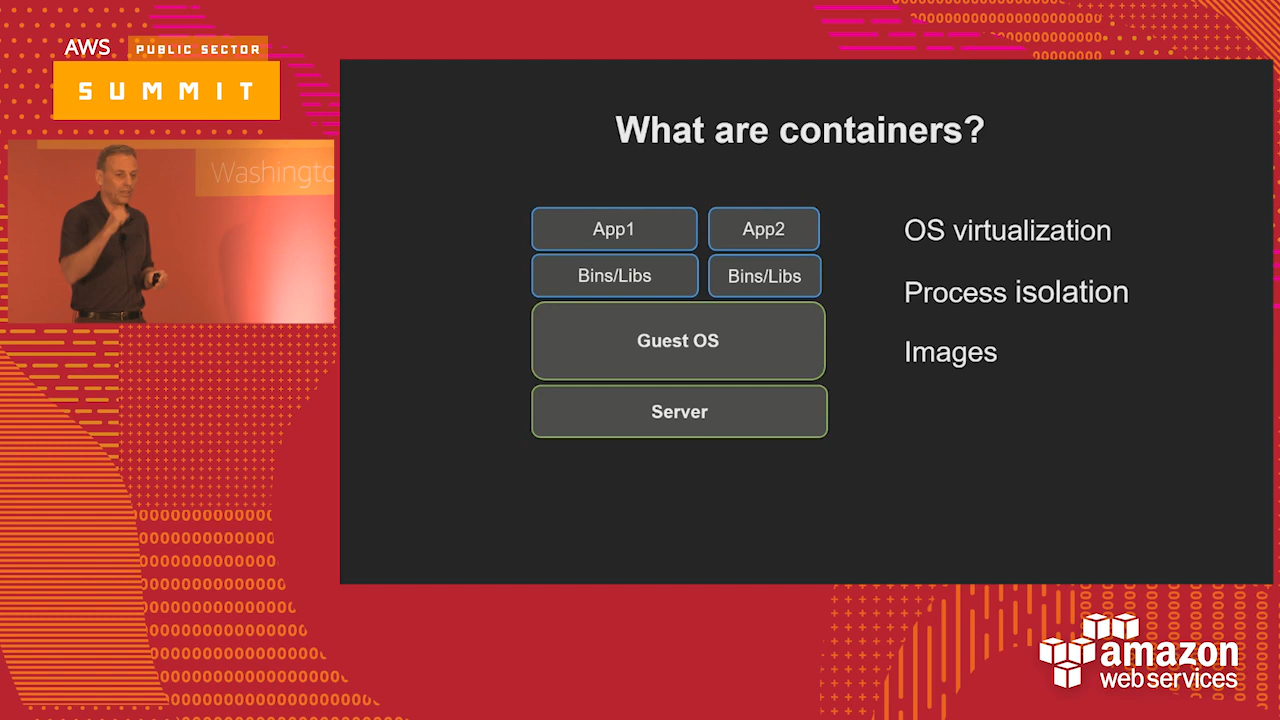 AWS PUBLIC SECTOR
SUMMIT
Washingto
What are containers?
App1 App2
Bins/Libs Bins/Libs
Guest OS
Server
OS virtualization
Process isolation
Images
amazon
web services